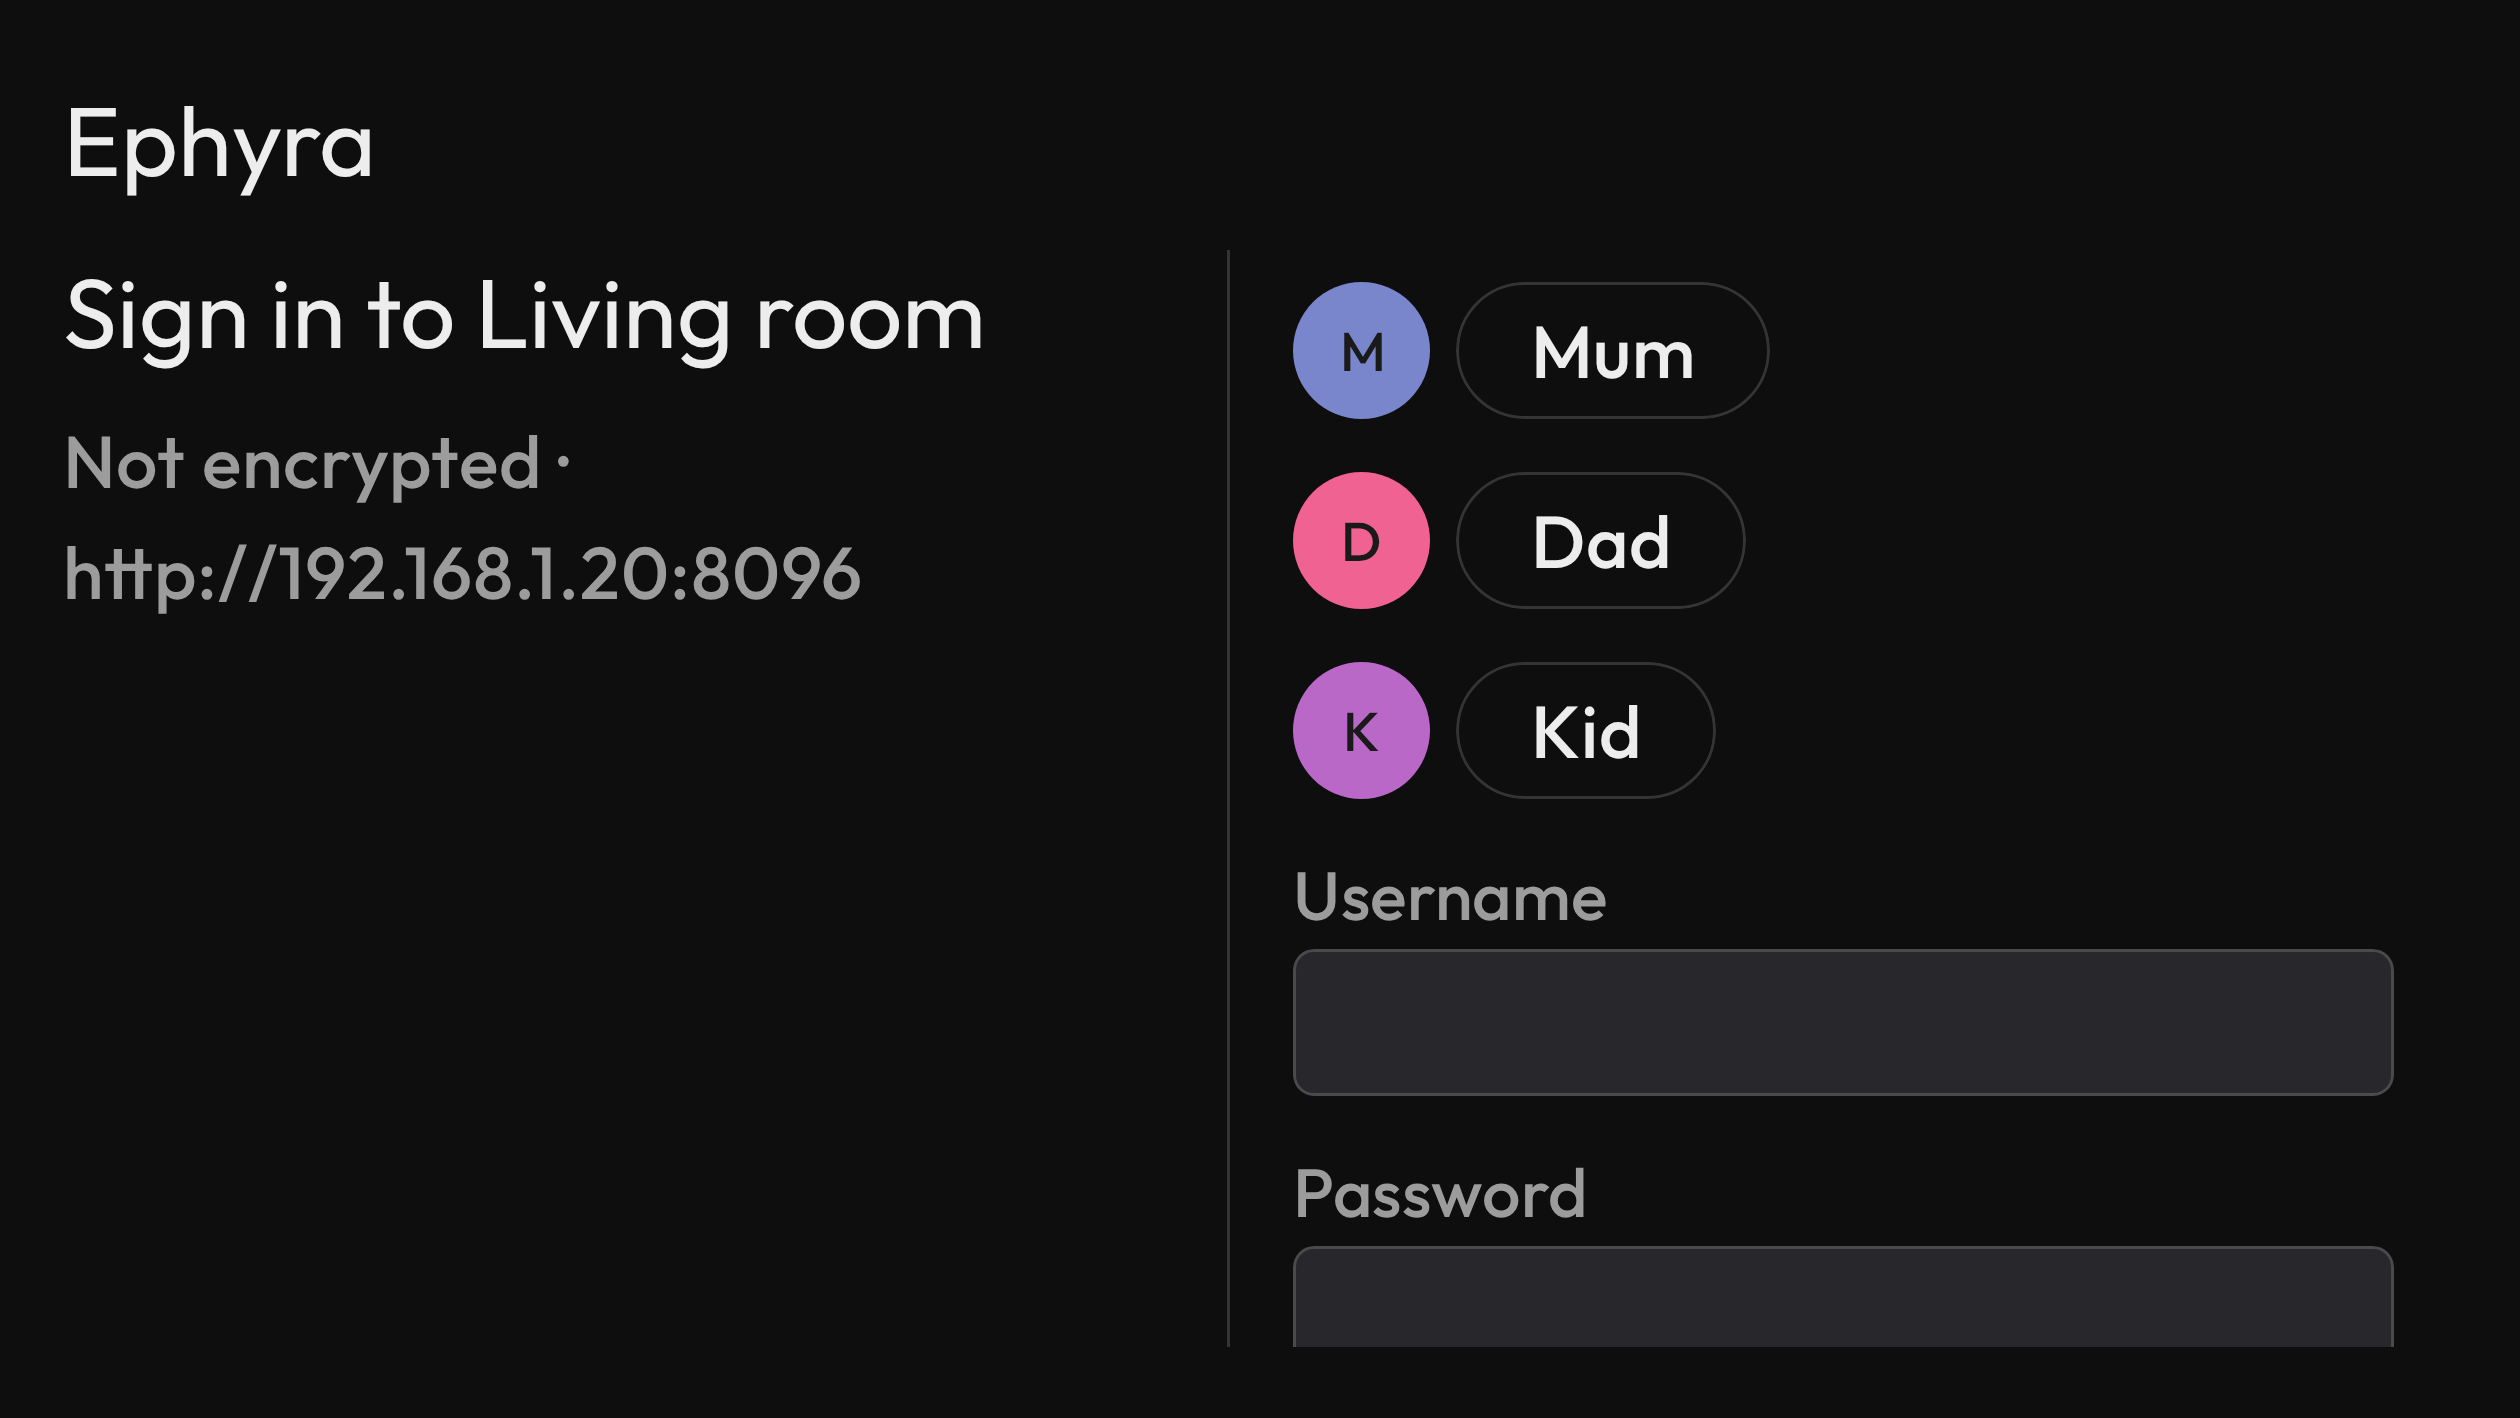 Ephyra
Sign in to Living room
Not encrypted ·
http://192.168.1.20:8096
M
Mum
D
Dad
K
Kid
Username
Password